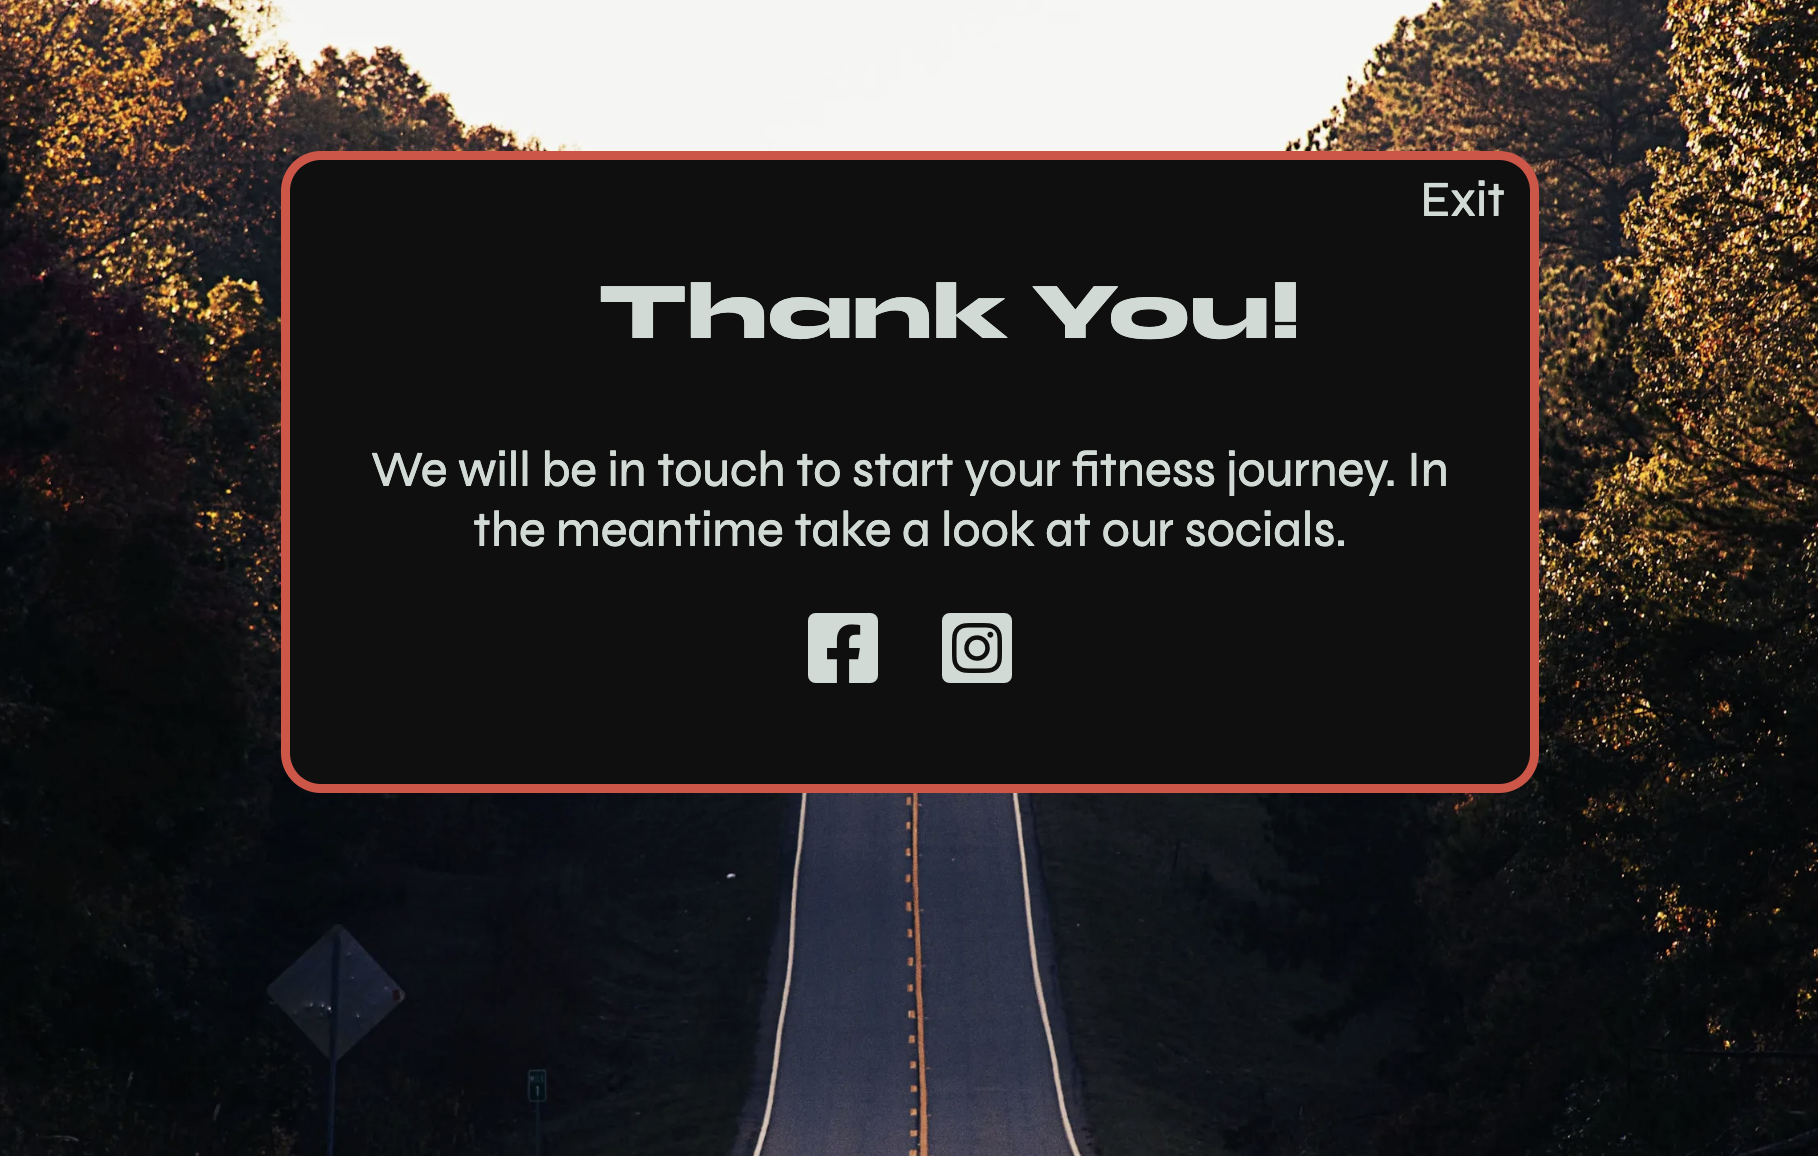 Exit
Thank You!
We will be in touch to start your fitness journey. In
the meantime take a look at our socials.
1